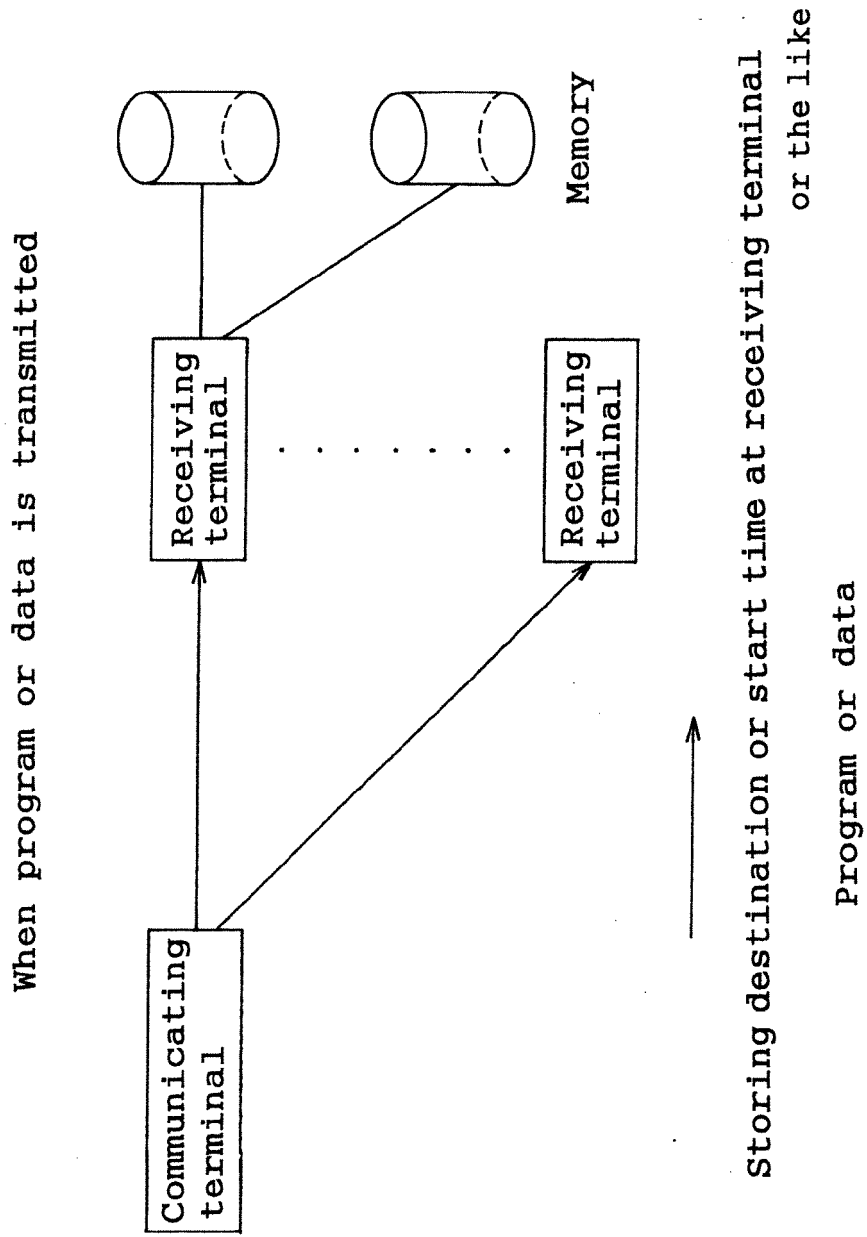 When program or data is transmitted
Communicating
terminal
Receiving
terminal
Receiving
terminal
Memory
Storing destination or start time at receiving terminal
or the like
Program or data